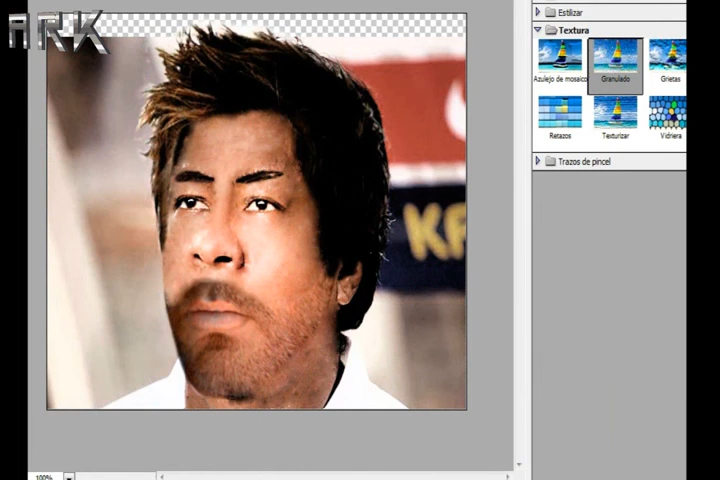 ARK
Estilizar
Textura
Azulejo de mosaico
Granulado
Grietas
Retazos
Texturizar
Vidriera
Trazos de pincel
KF
100%